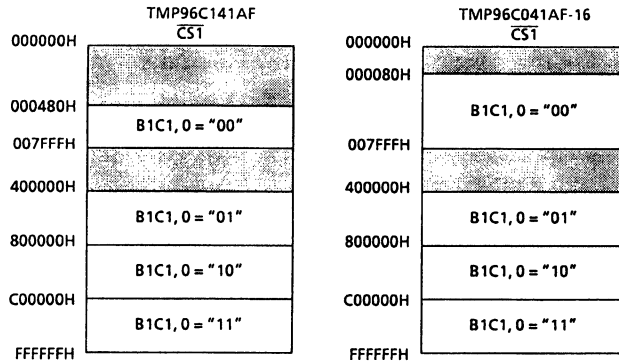 TMP96C141AF
CS1
000000H
000480H
B1C1, 0 = "00"
007FFFH
400000H
B1C1, 0 = "01"
800000H
B1C1, 0 = "10"
C00000H
B1C1, 0 = "11"
FFFFFFH
TMP96C041AF-16
CS1
000000H
000080H
B1C1, 0 = "00"
007FFFH
400000H
B1C1, 0 = "01"
800000H
B1C1, 0 = "10"
C00000H
B1C1, 0 = "11"
FFFFFFH